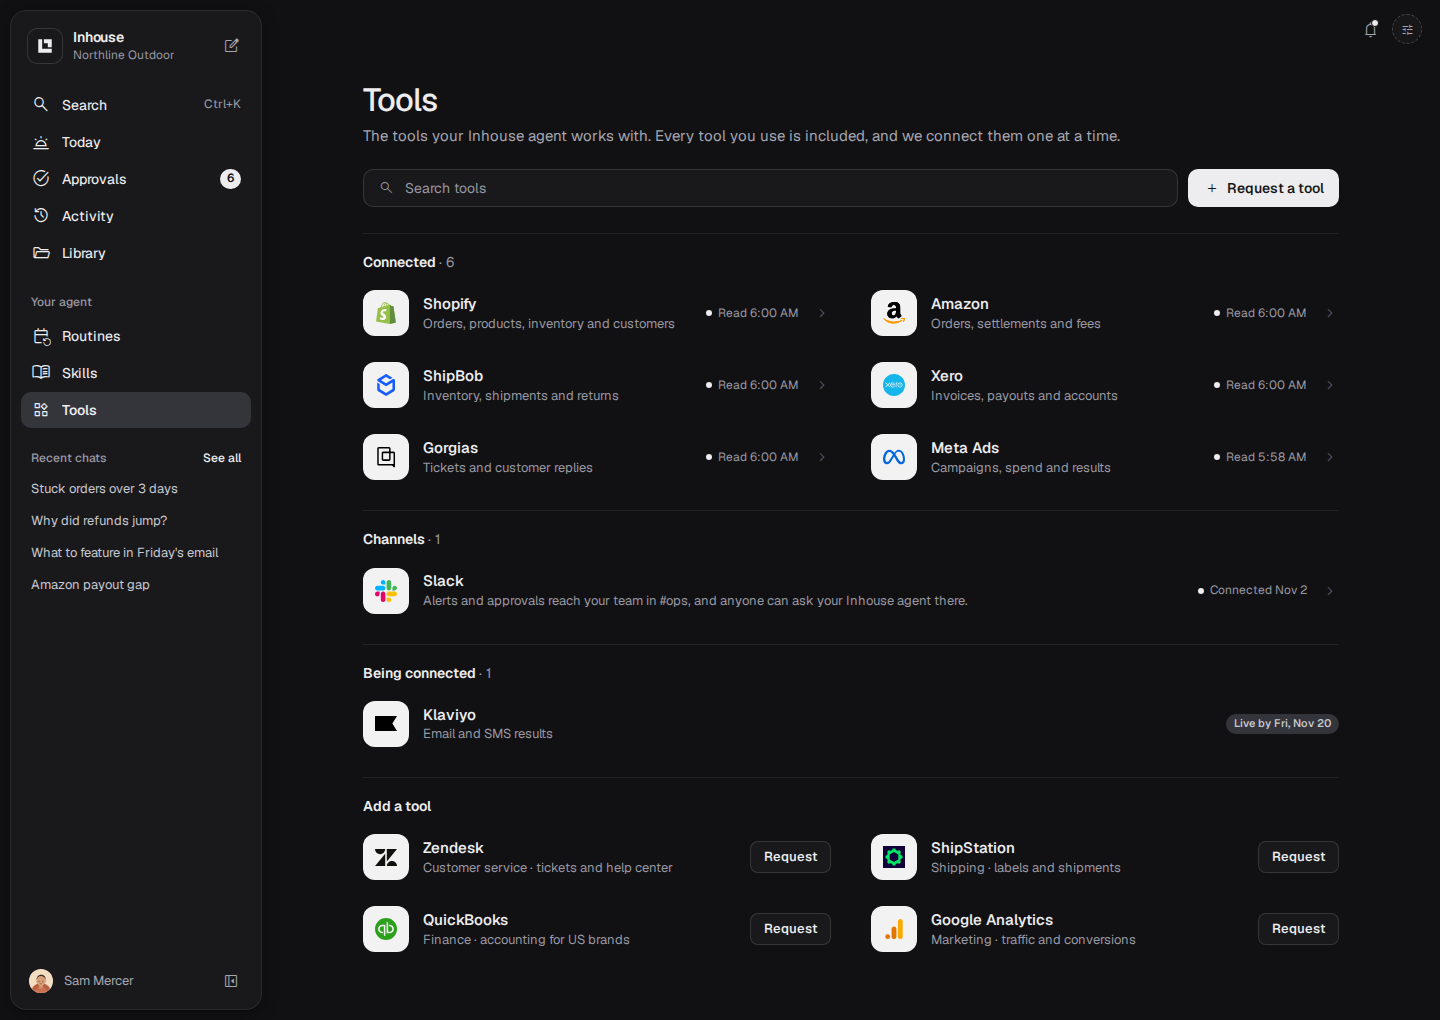 Inhouse
Northline Outdoor
Search Ctrl+K
Today
Approvals 6
Activity
Library
Your agent
Routines
Skills
Tools
Recent chats See all
Stuck orders over 3 days
Why did refunds jump?
What to feature in Friday's email
Amazon payout gap
Sam Mercer
Tools
The tools your Inhouse agent works with. Every tool you use is included, and we connect them one at a time.
Search tools
+ Request a tool
Connected · 6
Shopify
Orders, products, inventory and customers
Read 6:00 AM
Amazon
Orders, settlements and fees
Read 6:00 AM
ShipBob
Inventory, shipments and returns
Read 6:00 AM
xero
Xero
Invoices, payouts and accounts
Read 6:00 AM
Gorgias
Tickets and customer replies
Read 6:00 AM
Meta Ads
Campaigns, spend and results
Read 5:58 AM
Channels · 1
Slack
Alerts and approvals reach your team in #ops, and anyone can ask your Inhouse agent there.
Connected Nov 2
Being connected · 1
Klaviyo
Email and SMS results
Live by Fri, Nov 20
Add a tool
Zendesk
Customer service · tickets and help center
Request
ShipStation
Shipping · labels and shipments
Request
qb
QuickBooks
Finance · accounting for US brands
Request
Google Analytics
Marketing · traffic and conversions
Request